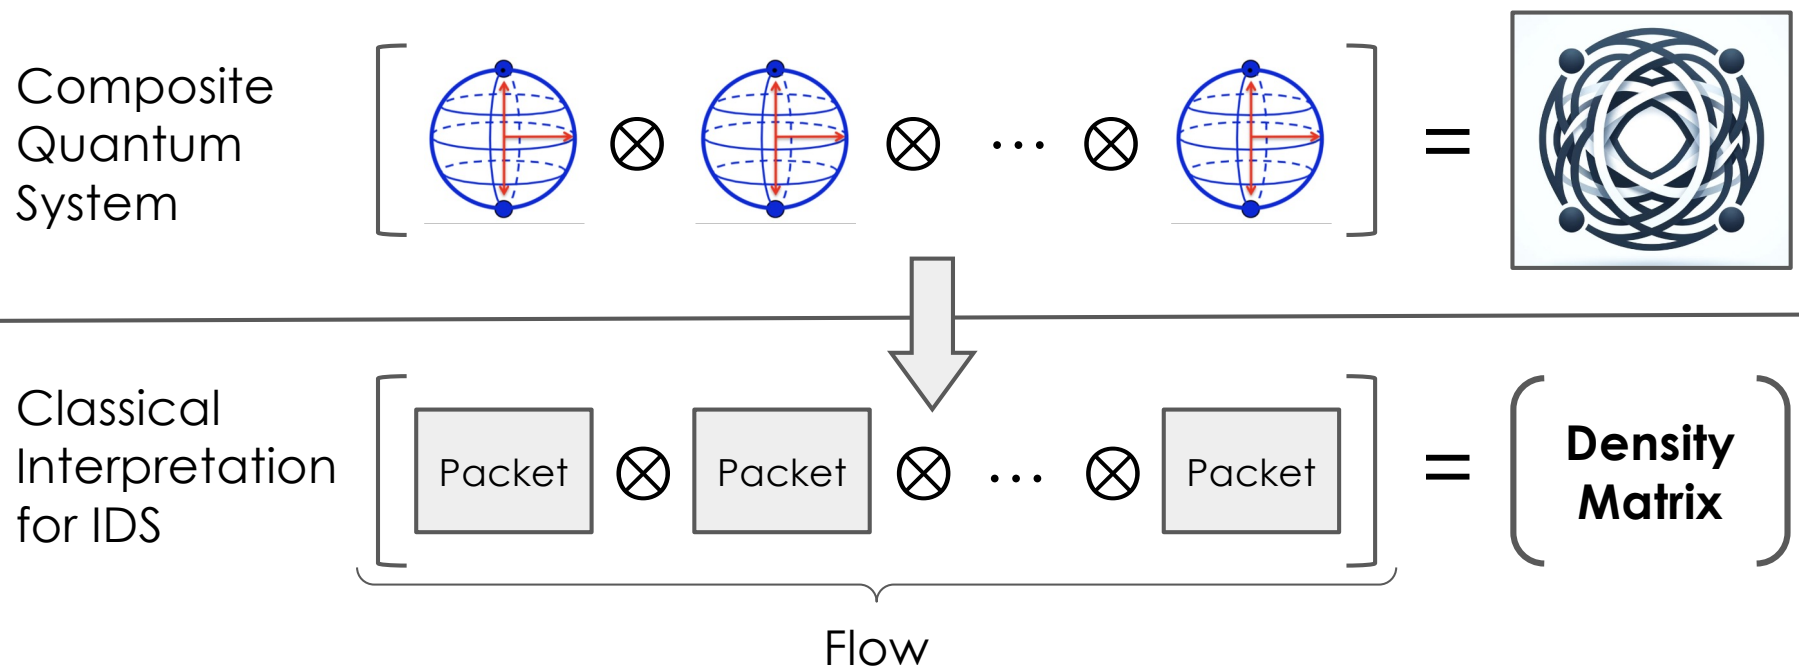 Composite
Quantum
System
⊗ ⊗ ... ⊗ =
Classical
Interpretation
for IDS
Packet ⊗ Packet ⊗ ... ⊗ Packet =
Density
Matrix
Flow